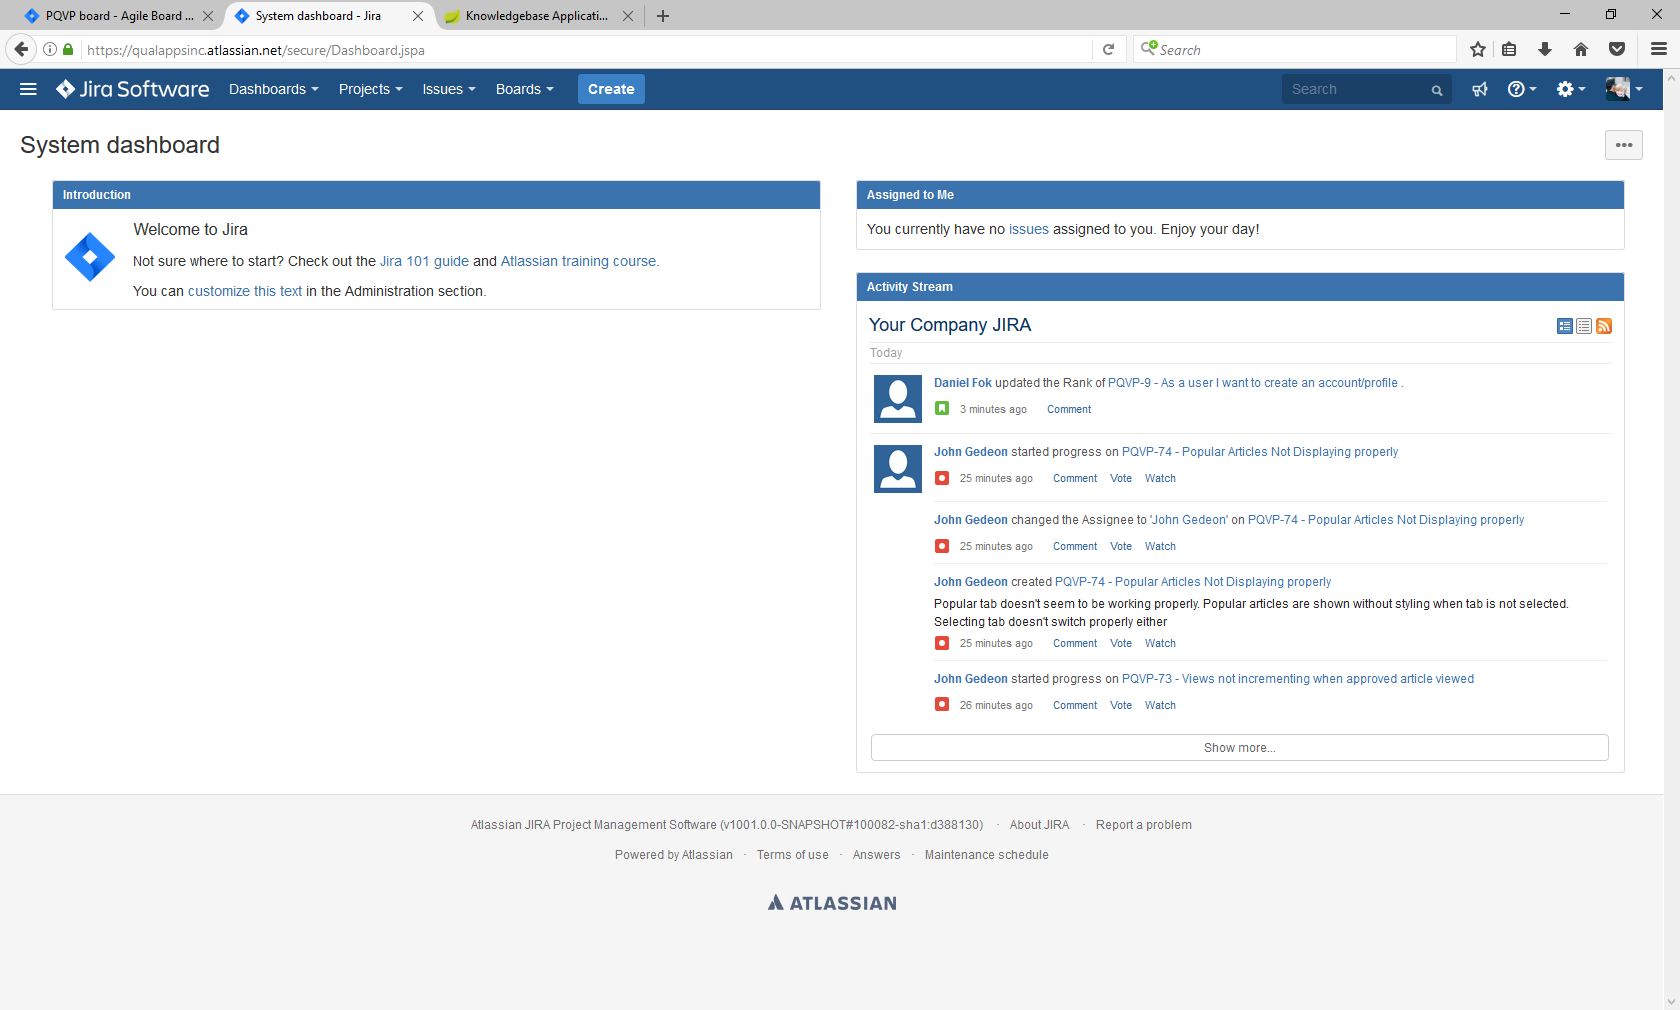 PQVP board - Agile Board ...
System dashboard - Jira
Knowledgebase Applicati...
https://qualappsinc.atlassian.net/secure/Dashboard.jspa
Search
Jira Software
Dashboards
Projects
Issues
Boards
Create
Search
System dashboard
Introduction
Welcome to Jira
Not sure where to start? Check out the Jira 101 guide and Atlassian training course.
You can customize this text in the Administration section.
Assigned to Me
You currently have no issues assigned to you. Enjoy your day!
Activity Stream
Your Company JIRA
Today
Daniel Fok updated the Rank of PQVP-9 - As a user I want to create an account/profile .
3 minutes ago Comment
John Gedeon started progress on PQVP-74 - Popular Articles Not Displaying properly
25 minutes ago Comment Vote Watch
John Gedeon changed the Assignee to 'John Gedeon' on PQVP-74 - Popular Articles Not Displaying properly
25 minutes ago Comment Vote Watch
John Gedeon created PQVP-74 - Popular Articles Not Displaying properly
Popular tab doesn't seem to be working properly. Popular articles are shown without styling when tab is not selected.
Selecting tab doesn't switch properly either
25 minutes ago Comment Vote Watch
John Gedeon started progress on PQVP-73 - Views not incrementing when approved article viewed
26 minutes ago Comment Vote Watch
Show more...
Atlassian JIRA Project Management Software (v1001.0.0-SNAPSHOT#100082-sha1:d388130) · About JIRA · Report a problem
Powered by Atlassian · Terms of use · Answers · Maintenance schedule
ATLASSIAN